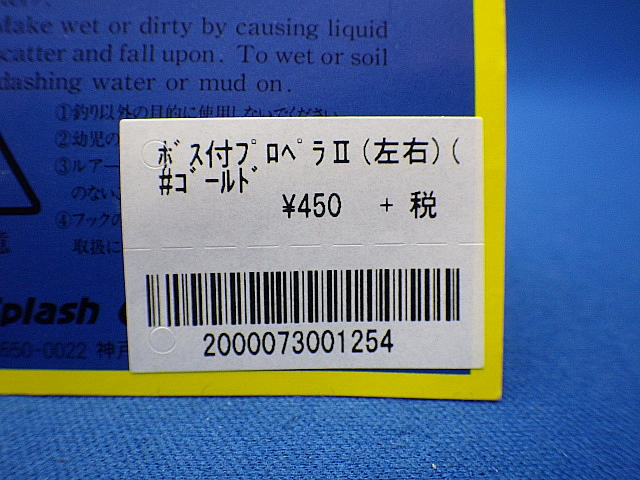 Make wet or dirty by causing liquid
scatter and fall upon. To wet or soil
dashing water or mud on.
①釣り以外の目的に使用しないでください
②幼児の
③ルアー
のない
④フックの
取扱に
ボス付プロペラⅡ(左右)(
#ゴールド
¥450 + 税
2000073001254
Splash
650-0022 神戸